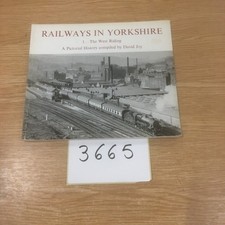 RAILWAYS IN YORKSHIRE
1. The West Riding
A Pictorial History compiled by David Joy
3665